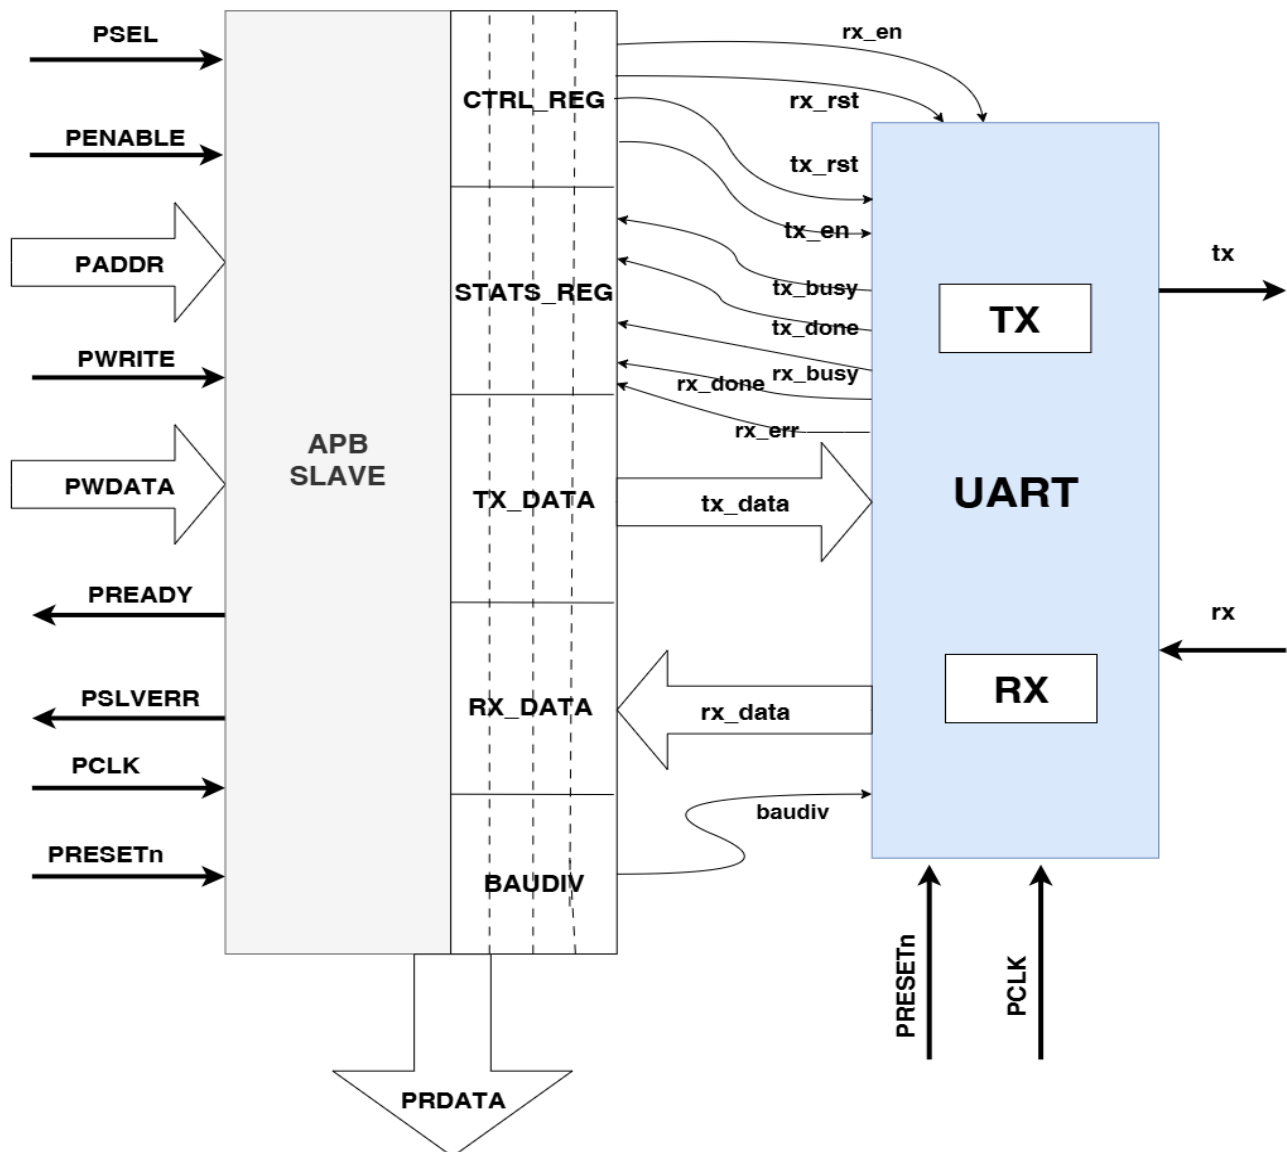 PSEL
PENABLE
PADDR
PWRITE
PWDATA
PREADY
PSLVERR
PCLK
PRESETn
APB
SLAVE
CTRL_REG
STATS_REG
TX_DATA
RX_DATA
BAUDIV
PRDATA
rx_en
rx_rst
tx_rst
tx_en
tx_busy
tx_done
rx_busy
rx_done
rx_err
tx_data
rx_data
baudiv
TX
UART
RX
tx
rx
PRESETn
PCLK